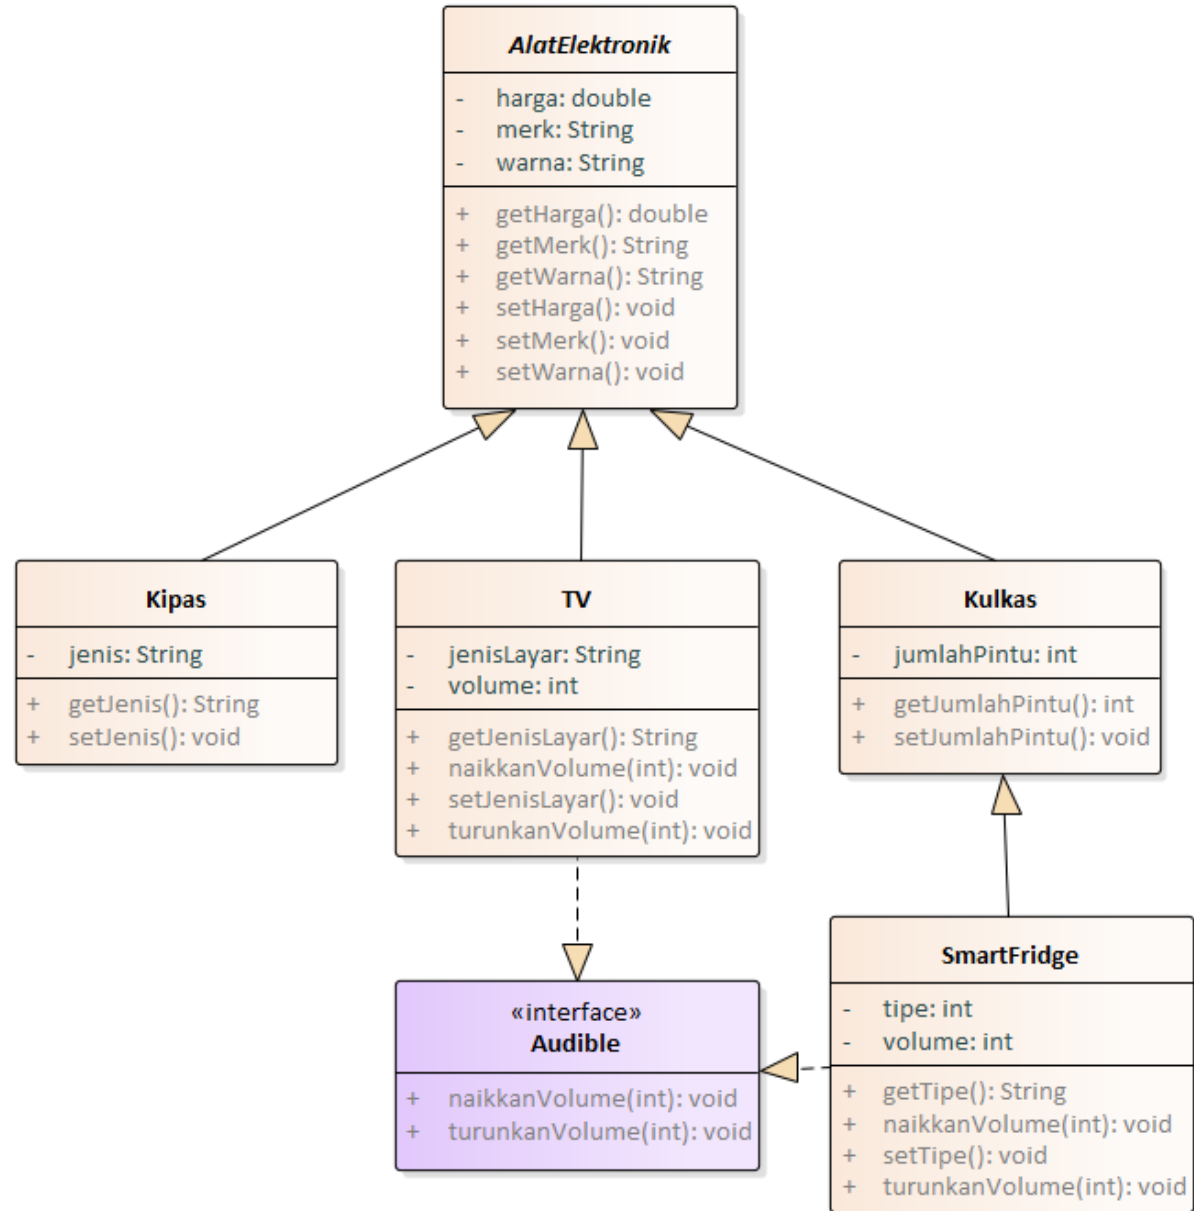 AlatElektronik
- harga: double
- merk: String
- warna: String
+ getHarga(): double
+ getMerk(): String
+ getWarna(): String
+ setHarga(): void
+ setMerk(): void
+ setWarna(): void
Kipas
- jenis: String
+ getJenis(): String
+ setJenis(): void
TV
- jenisLayar: String
- volume: int
+ getJenisLayar(): String
+ naikkanVolume(int): void
+ setJenisLayar(): void
+ turunkanVolume(int): void
Kulkas
- jumlahPintu: int
+ getJumlahPintu(): int
+ setJumlahPintu(): void
«interface»
Audible
+ naikkanVolume(int): void
+ turunkanVolume(int): void
SmartFridge
- tipe: int
- volume: int
+ getTipe(): String
+ naikkanVolume(int): void
+ setTipe(): void
+ turunkanVolume(int): void